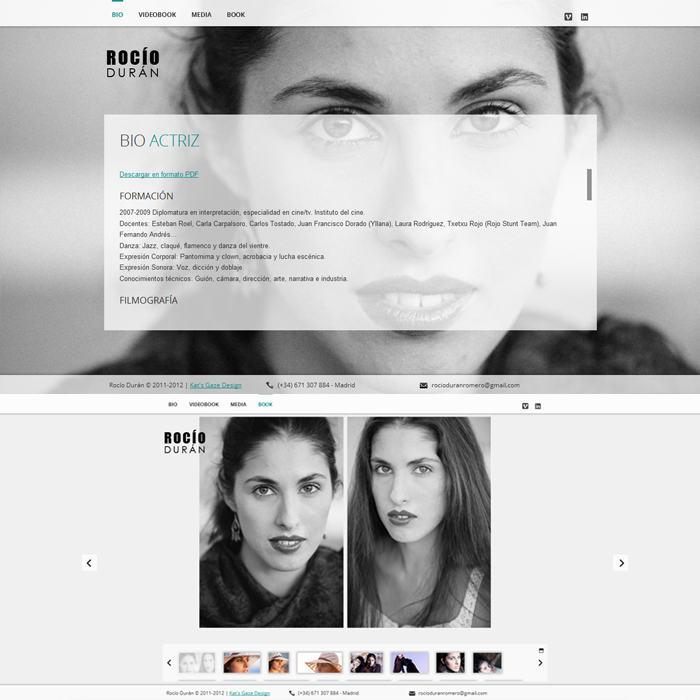 BIO VIDEOBOOK MEDIA BOOK
ROCÍO
DURÁN
BIO ACTRIZ
Descargar en formato PDF
FORMACIÓN
2007-2009 Diplomatura en interpretación, especialidad en cine/tv. Instituto del cine.
Docentes: Esteban Roel, Carla Carpalsoro, Carlos Tostado, Juan Francisco Dorado (Yllana), Laura Rodríguez, Txetxu Rojo (Rojo Stunt Team), Juan
Fernando Andrés...
Danza: Jazz, claqué, flamenco y danza del vientre.
Expresión Corporal: Pantomima y clown, acrobacia y lucha escénica.
Expresión Sonora: Voz, dicción y doblaje.
Conocimientos técnicos: Guión, cámara, dirección, arte, narrativa e industria.
FILMOGRAFÍA
Rocío Durán © 2011-2012 | Kat's Gaze Design (+34) 671 307 884 - Madrid rocioduranromero@gmail.com
BIO VIDEOBOOK MEDIA BOOK
ROCÍO
DURÁN
Rocío Durán © 2011-2012 | Kat's Gaze Design (+34) 671 307 884 - Madrid rocioduranromero@gmail.com